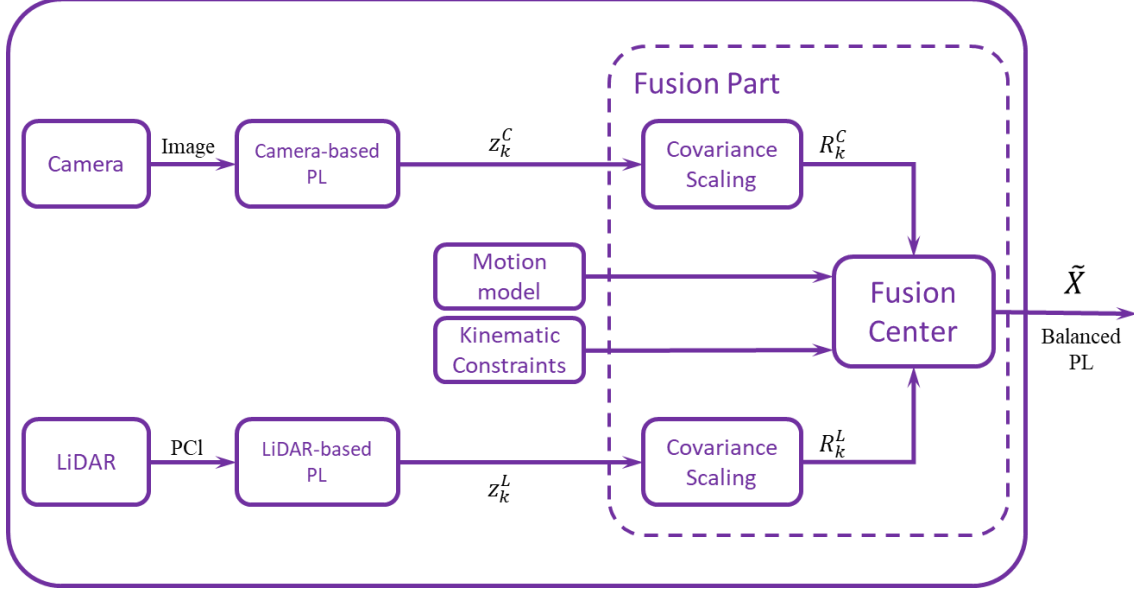 Fusion Part
Camera
Image
Camera-based
PL
$z_k^C$
Covariance
Scaling
$R_k^C$
Motion
model
Kinematic
Constraints
Fusion
Center
$\tilde{X}$
Balanced
PL
LiDAR
PCl
LiDAR-based
PL
$z_k^L$
Covariance
Scaling
$R_k^L$